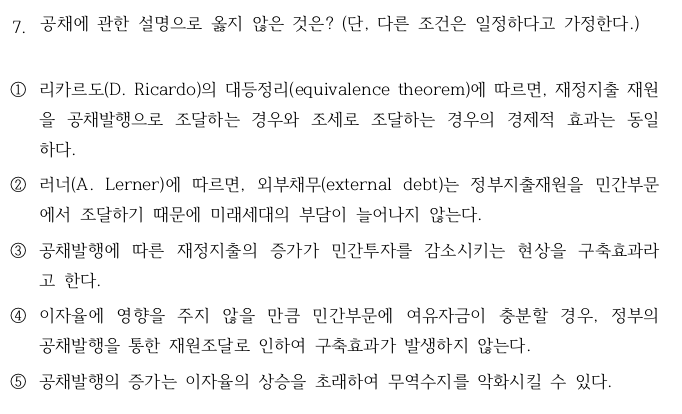 7. 공채에 관한 설명으로 옳지 않은 것은? (단, 다른 조건은 일정하다고 가정한다.)
① 리카르도(D. Ricardo)의 대등정리(equivalence theorem)에 따르면, 재정지출 재원
을 공채발행으로 조달하는 경우와 조세로 조달하는 경우의 경제적 효과는 동일
하다.
② 러너(A. Lerner)에 따르면, 외부채무(external debt)는 정부지출재원을 민간부문
에서 조달하기 때문에 미래세대의 부담이 늘어나지 않는다.
③ 공채발행에 따른 재정지출의 증가가 민간투자를 감소시키는 현상을 구축효과라
고 한다.
④ 이자율에 영향을 주지 않을 만큼 민간부문에 여유자금이 충분할 경우, 정부의
공채발행을 통한 재원조달로 인하여 구축효과가 발생하지 않는다.
⑤ 공채발행의 증가는 이자율의 상승을 초래하여 무역수지를 악화시킬 수 있다.